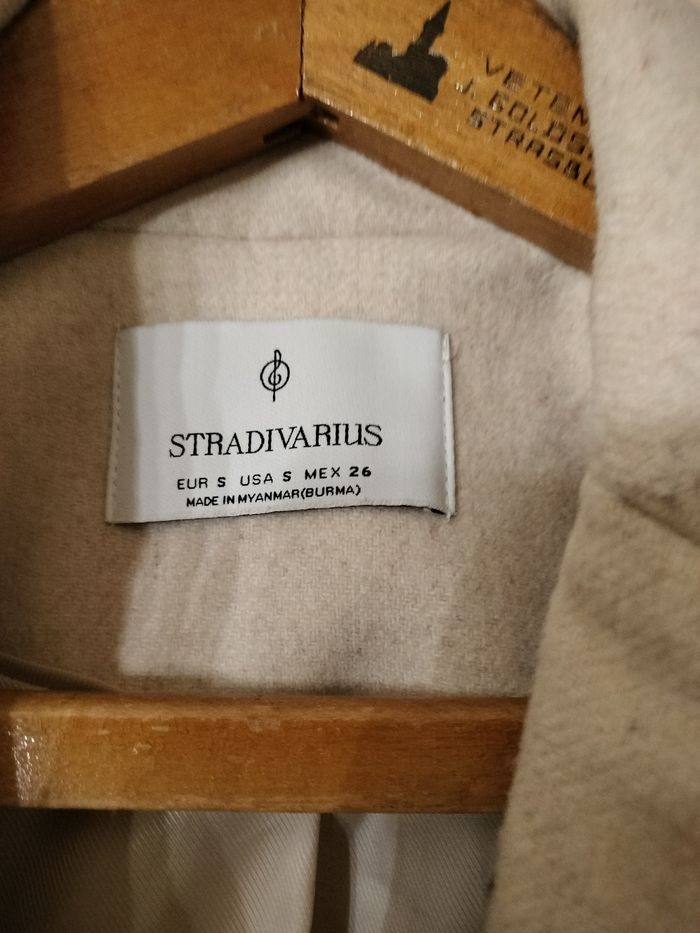 J.
STRADIVARIUS
EUR S USA S MEX 26
MADE IN MYANMAR(BURMA)